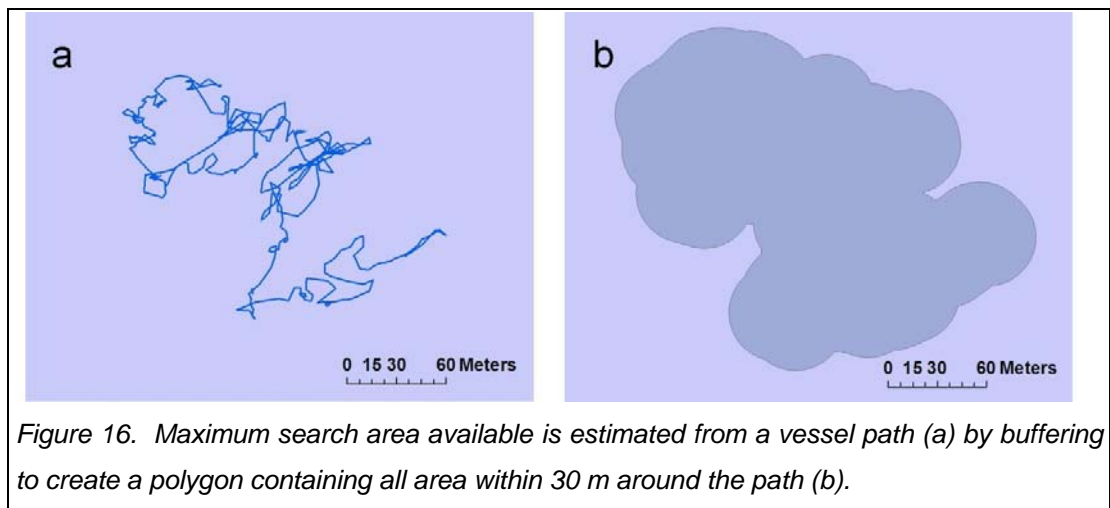 a
b
0 15 30 60 Meters
0 15 30 60 Meters
Figure 16. Maximum search area available is estimated from a vessel path (a) by buffering
to create a polygon containing all area within 30 m around the path (b).